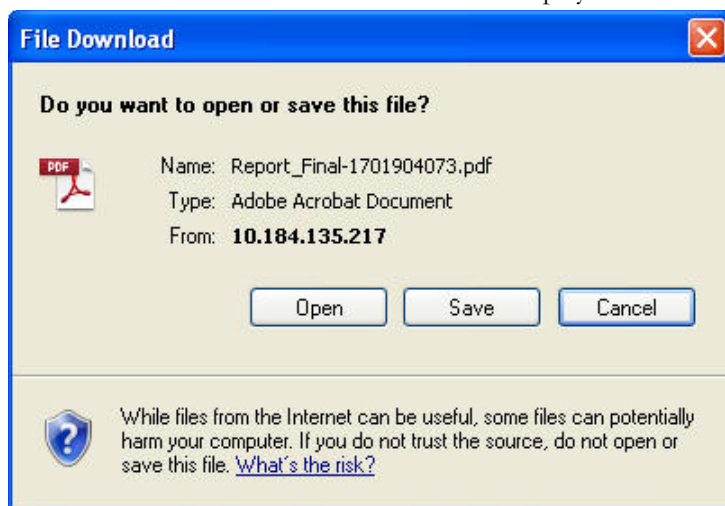 File Download
Do you want to open or save this file?
PDF
Name: Report_Final-1701904073.pdf
Type: Adobe Acrobat Document
From: 10.184.135.217
Open Save Cancel
While files from the Internet can be useful, some files can potentially
harm your computer. If you do not trust the source, do not open or
save this file. What's the risk?